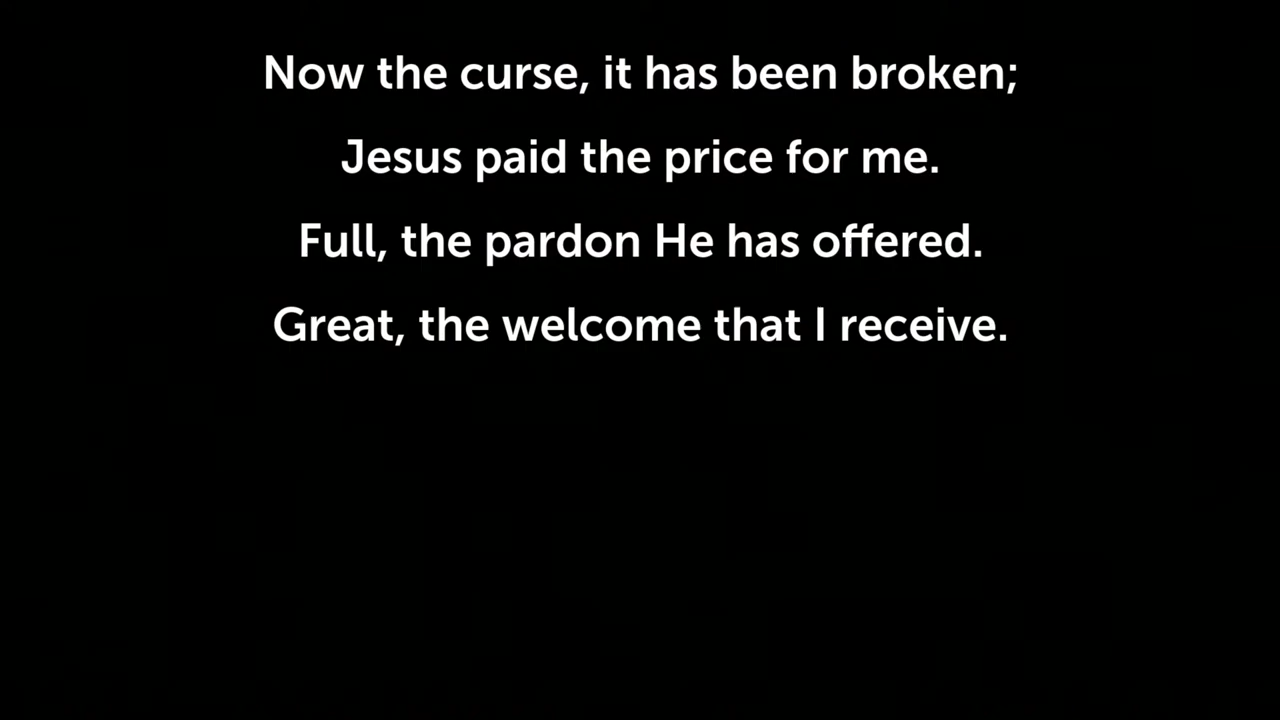 Now the curse, it has been broken;
Jesus paid the price for me.
Full, the pardon He has offered.
Great, the welcome that I receive.